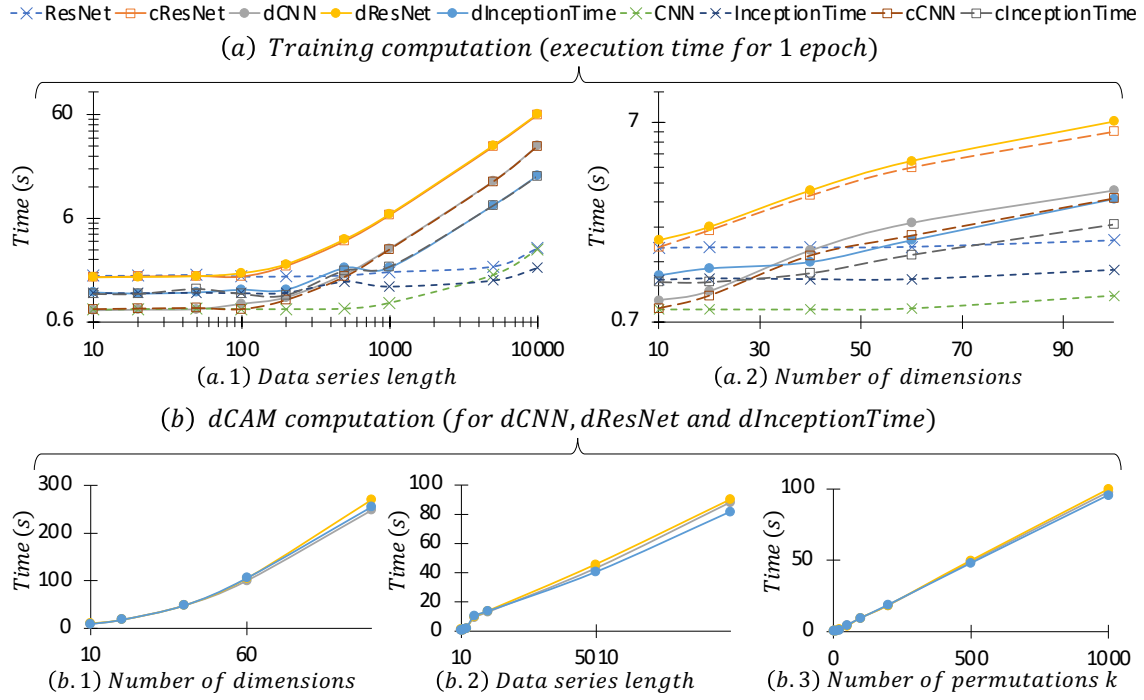 ResNet cResNet dCNN dResNet dInceptionTime CNN InceptionTime cCNN cInceptionTime
(a) Training computation (execution time for 1 epoch)
60
6
0.6
Time (s)
10 100 1000 10000
(a.1) Data series length
7
0.7
Time (s)
10 30 50 70 90
(a.2) Number of dimensions
(b) dCAM computation (for dCNN, dResNet and dInceptionTime)
300
200
100
0
Time (s)
10 60
(b.1) Number of dimensions
100
80
60
40
20
0
Time (s)
10 5010
(b.2) Data series length
100
50
0
Time (s)
0 500 1000
(b.3) Number of permutations k